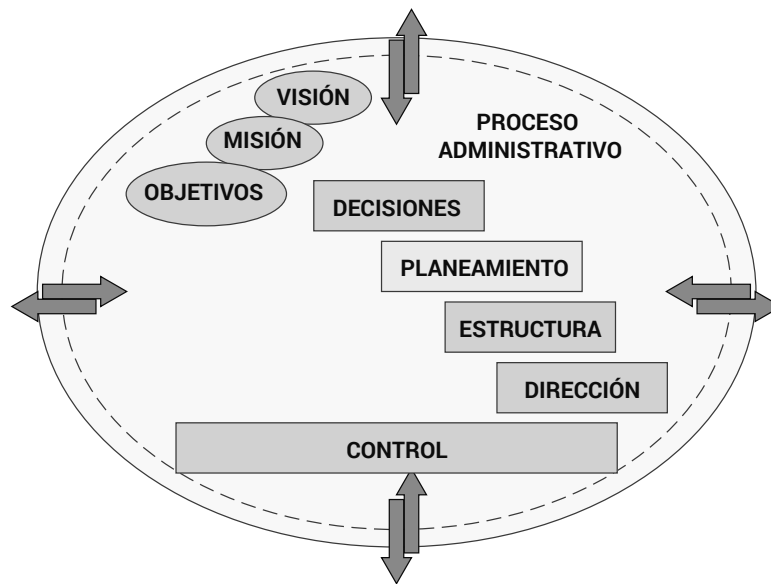 VISIÓN
MISIÓN
OBJETIVOS
PROCESO
ADMINISTRATIVO
DECISIONES
PLANEAMIENTO
ESTRUCTURA
DIRECCIÓN
CONTROL